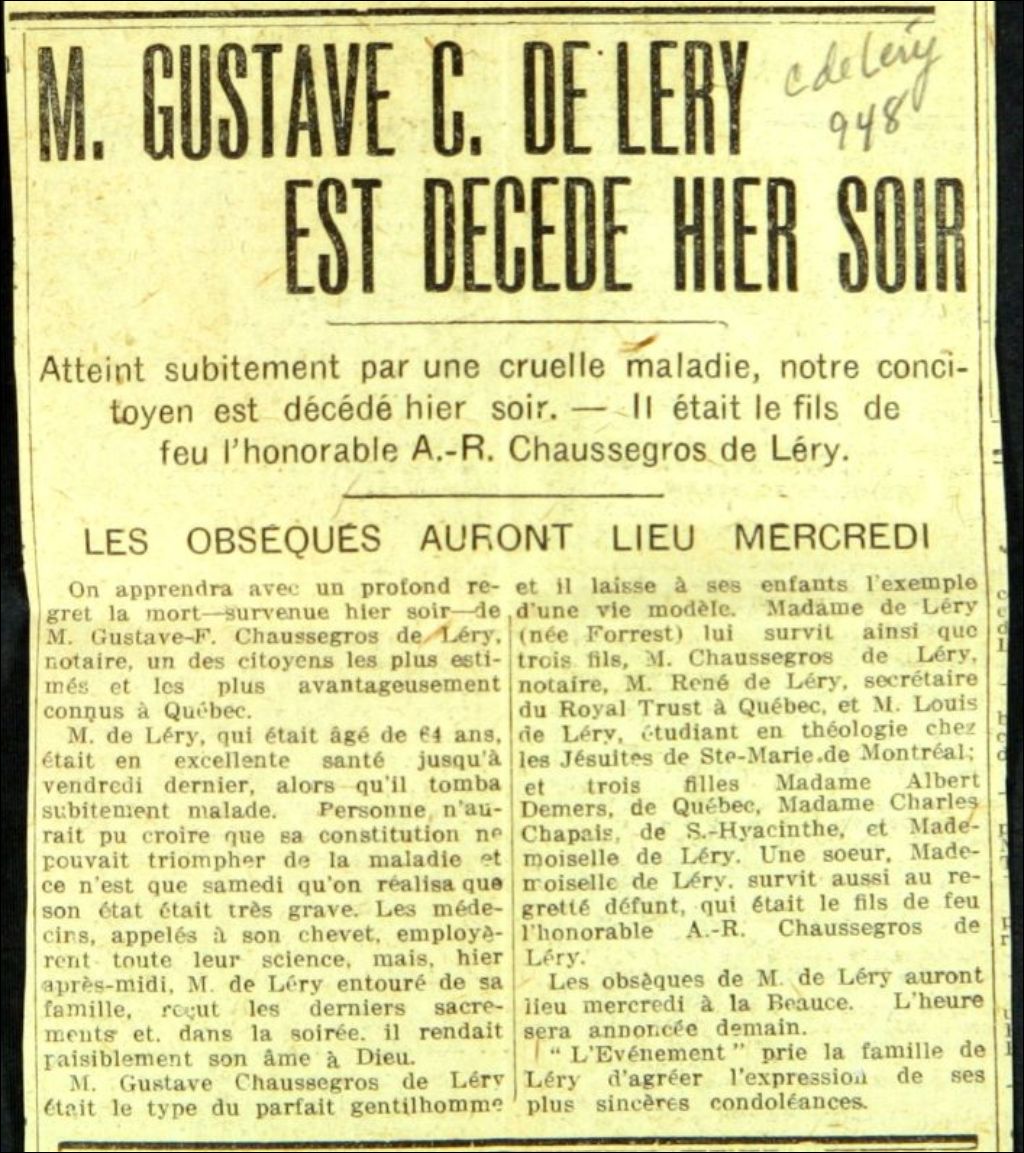 M. GUSTAVE C. DE LERY
C de Lery
948
EST DECEDE HIER SOIR
Atteint subitement par une cruelle maladie, notre conci-
toyen est décédé hier soir. — Il était le fils de
feu l'honorable A.-R. Chaussegros de Léry.
LES OBSÉQUES AURONT LIEU MERCREDI
On apprendra avec un profond re-
gret la mort—survenue hier soir—de
M. Gustave-F. Chaussegros de Léry,
notaire, un des citoyens les plus esti-
més et les plus avantageusement
connus à Québec.
M. de Léry, qui était âgé de 64 ans,
était en excellente santé jusqu'à
vendredi dernier, alors qu'il tomba
subitement malade. Personne n'au-
rait pu croire que sa constitution ne
pouvait triompher de la maladie et
ce n'est que samedi qu'on réalisa que
son état était très grave. Les méde-
cins, appelés à son chevet, employè-
rent toute leur science, mais, hier
après-midi, M. de Léry entouré de sa
famille, reçut les derniers sacre-
ments et, dans la soirée, il rendait
paisiblement son âme à Dieu.
M. Gustave Chaussegros de Léry
était le type du parfait gentilhomme
et il laisse à ses enfants l'exemple
d'une vie modèle. Madame de Léry
(née Forrest) lui survit ainsi que
trois fils, M. Chaussegros de Léry,
notaire, M. René de Léry, secrétaire
du Royal Trust à Québec, et M. Louis
de Léry, étudiant en théologie chez
les Jésuites de Ste-Marie de Montréal;
et trois filles Madame Albert
Demers, de Québec, Madame Charles
Chapais, de S.-Hyacinthe, et Made-
moiselle de Léry. Une soeur, Made-
moiselle de Léry, survit aussi au re-
gretté défunt, qui était le fils de feu
l'honorable A.-R. Chaussegros de
Léry.
Les obsèques de M. de Léry auront
lieu mercredi à la Beauce. L'heure
sera annoncée demain.
" L'Evénement " prie la famille de
Léry d'agréer l'expression de ses
plus sincères condoléances.